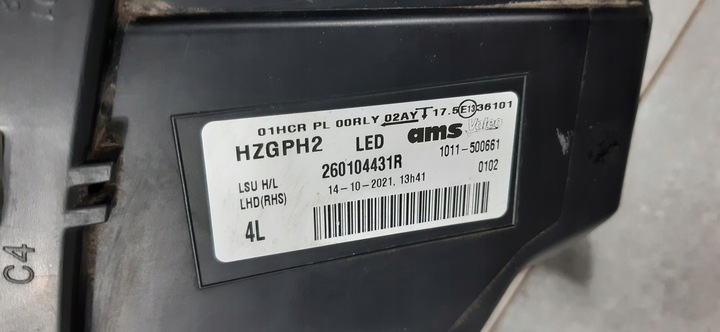 01HCR PL 00RLY 02AY 17.5 E13 36101
HZGPH2 LED ams Valeo
260104431R 1011-500661
LSU H/L 14-10-2021, 13h41 0102
LHD(RHS)
4L
C4